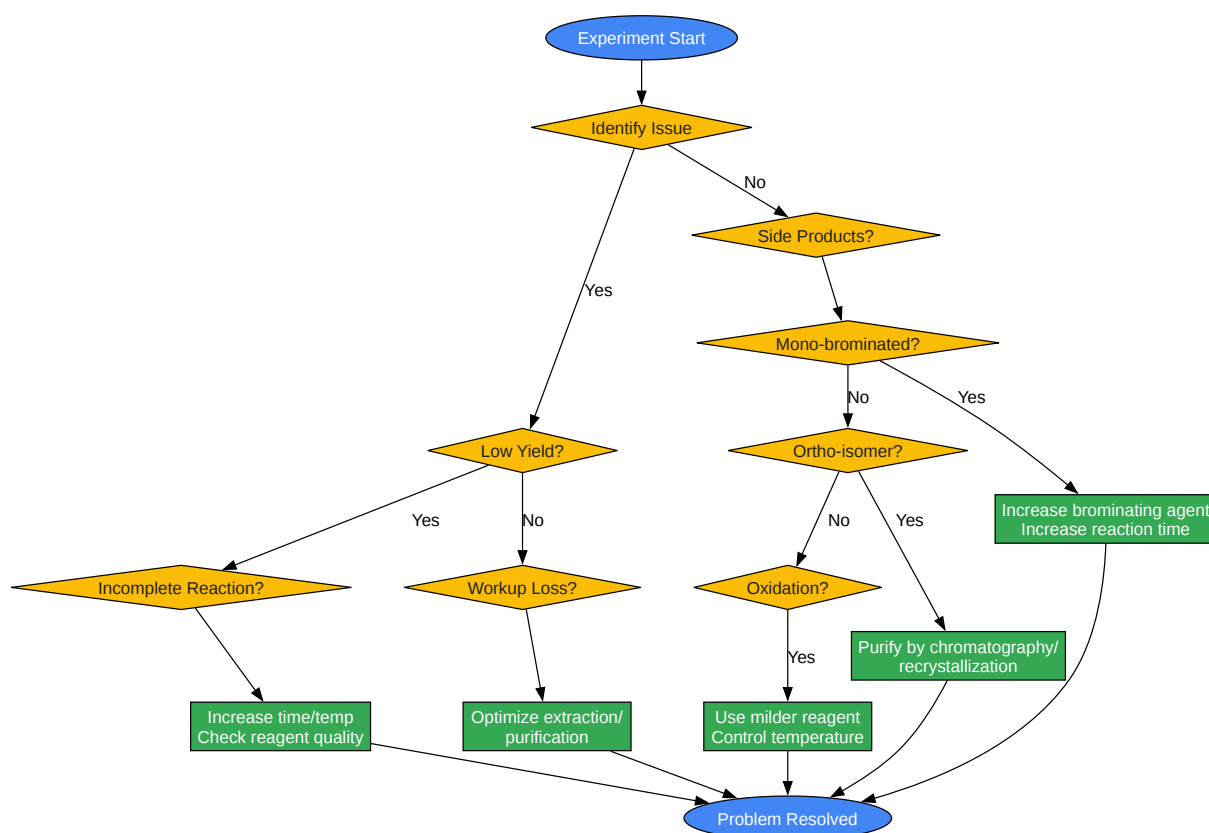 Experiment Start
Identify Issue
No
Side Products?
Yes
Mono-brominated?
No
Yes
Low Yield?
Ortho-isomer?
Increase brominating agent
Increase reaction time
Yes
No
No
Yes
Incomplete Reaction?
Workup Loss?
Oxidation?
Purify by chromatography/
recrystallization
Yes
Increase time/temp
Check reagent quality
Optimize extraction/
purification
Use milder reagent
Control temperature
Problem Resolved